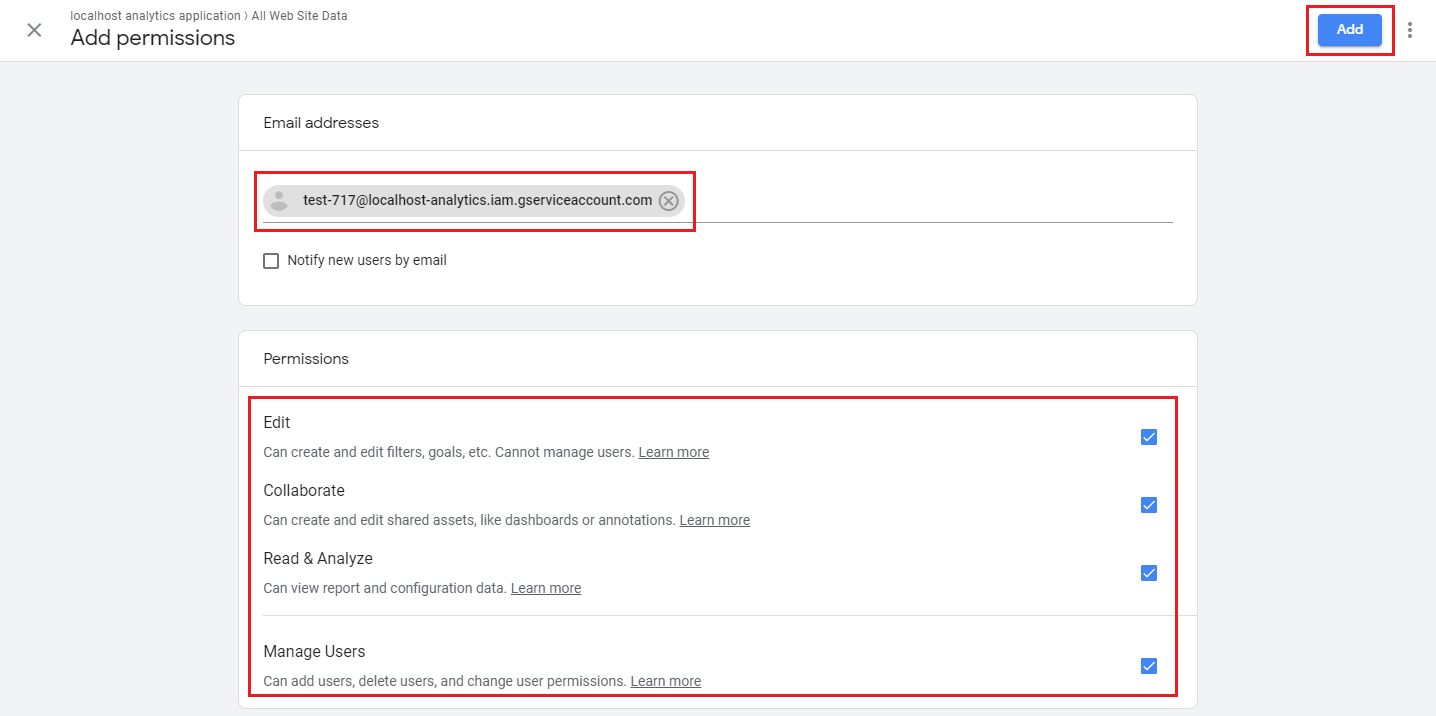 localhost analytics application > All Web Site Data
Add permissions
Add
Email addresses
test-717@localhost-analytics.iam.gserviceaccount.com
Notify new users by email
Permissions
Edit
Can create and edit filters, goals, etc. Cannot manage users. Learn more
Collaborate
Can create and edit shared assets, like dashboards or annotations. Learn more
Read & Analyze
Can view report and configuration data. Learn more
Manage Users
Can add users, delete users, and change user permissions. Learn more